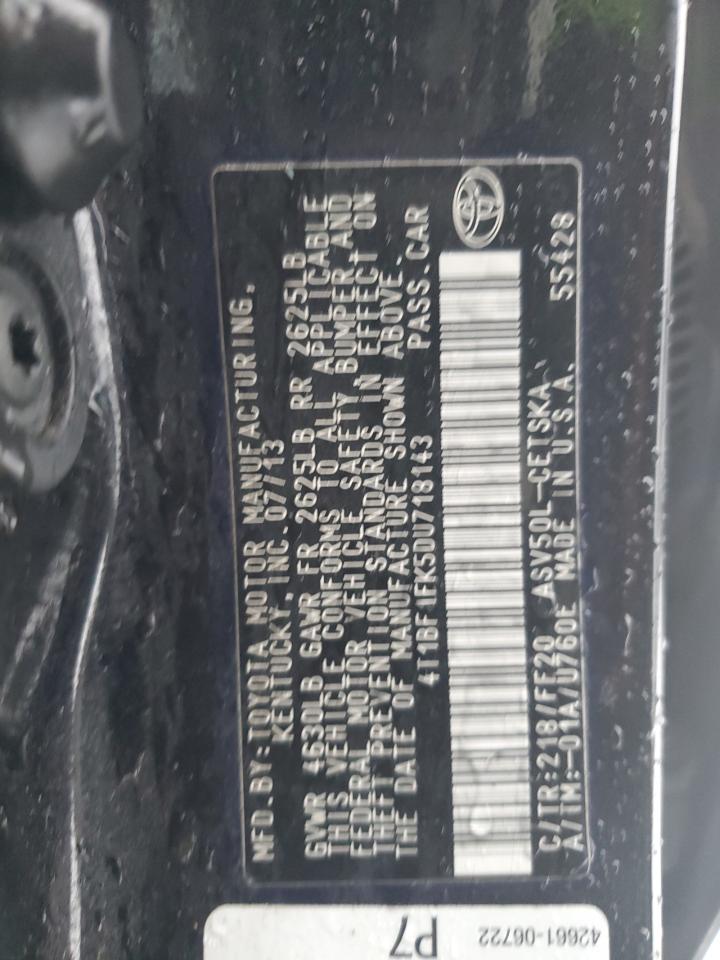 MFD.BY:TOYOTA MOTOR MANUFACTURING,
KENTUCKY, INC. 07/13
GVWR 4630LB GAWR FR 2625LB RR 2625LB
THIS VEHICLE CONFORMS TO ALL APPLICABLE
FEDERAL MOTOR VEHICLE SAFETY BUMPER, AND
THEFT PREVENTION STANDARDS IN EFFECT ON
THE DATE OF MANUFACTURE SHOWN ABOVE.
4T1BF1FK5DU718143 PASS.CAR
C/TR:218/FF20 ASV50L-CETSKA
A/TM:-01A/U760E MADE IN U.S.A. 55428
P7
42661-06722